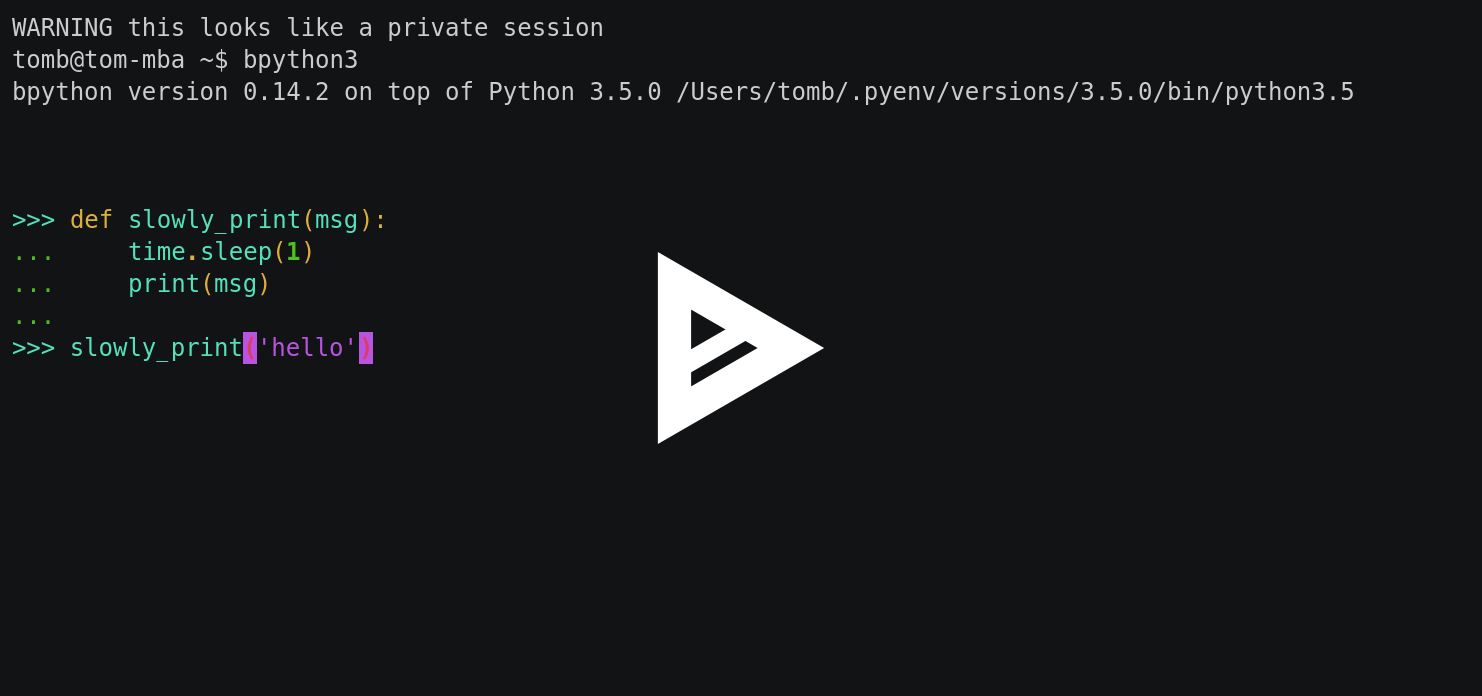 WARNING this looks like a private session
tomb@tom-mba ~$ bpython3
bpython version 0.14.2 on top of Python 3.5.0 /Users/tomb/.pyenv/versions/3.5.0/bin/python3.5
>>> def slowly_print(msg):
...     time.sleep(1)
...     print(msg)
...
>>> slowly_print('hello')